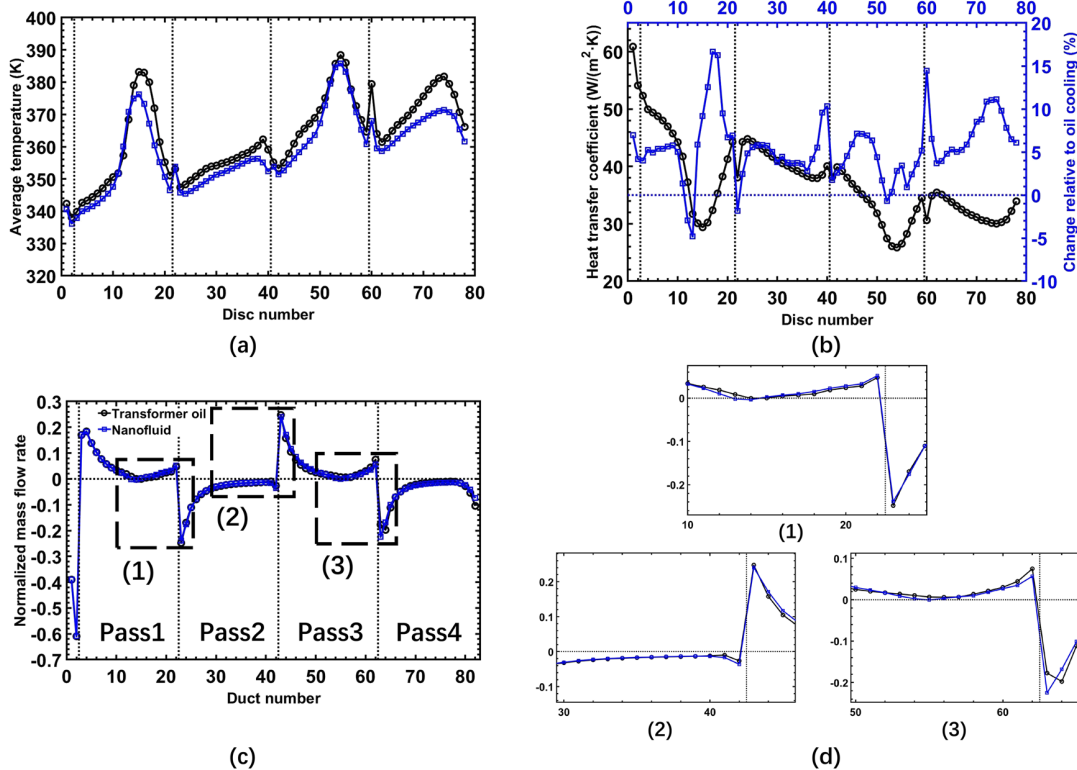 400
390
380
370
360
350
340
330
320
Average temperature (K)
0 10 20 30 40 50 60 70 80
Disc number
(a)
0 10 20 30 40 50 60 70 80
60
50
40
30
20
Heat transfer coefficient (W/(m²·K)
20
15
10
5
0
-5
-10
Change relative to oil cooling (%)
0 10 20 30 40 50 60 70 80
Disc number
(b)
0.3
0.2
0.1
0
-0.1
-0.2
-0.3
-0.4
-0.5
-0.6
-0.7
Normalized mass flow rate
Transformer oil
Nanofluid
(1)
(2)
(3)
Pass1 Pass2 Pass3 Pass4
0 10 20 30 40 50 60 70 80
Duct number
(c)
0
-0.1
-0.2
10 20
(1)
0.2
0.1
0
-0.1
30 40
(2)
0.1
0
-0.1
-0.2
50 60
(3)
(d)